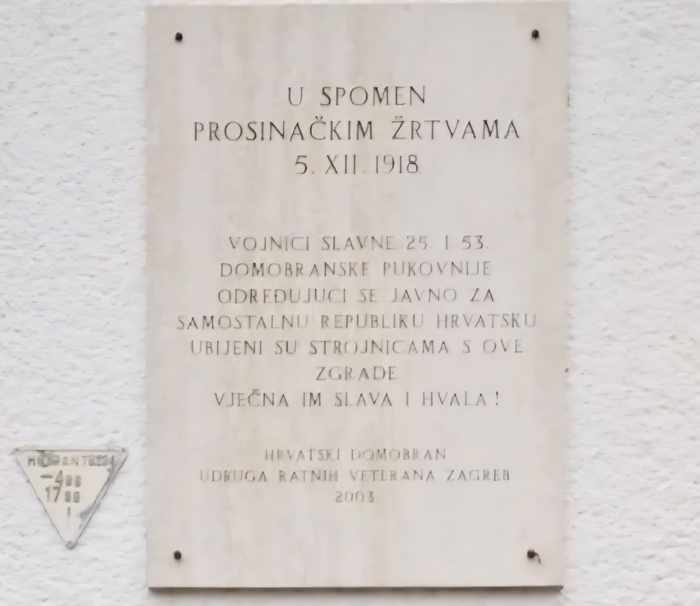 U SPOMEN
PROSINAČKIM ŽRTVAMA
5. XII. 1918
VOJNICI SLAVNE 25. I 53.
DOMOBRANSKE PUKOVNIJE
ODREĐUJUCI SE JAVNO ZA
SAMOSTALNU REPUBLIKU HRVATSKU
UBIJENI SU STROJNICAMA S OVE
ZGRADE
VJEČNA IM SLAVA I HVALA!
HRVATSKI DOMOBRAN
UDRUGA RATNIH VETERANA ZAGREB
2003